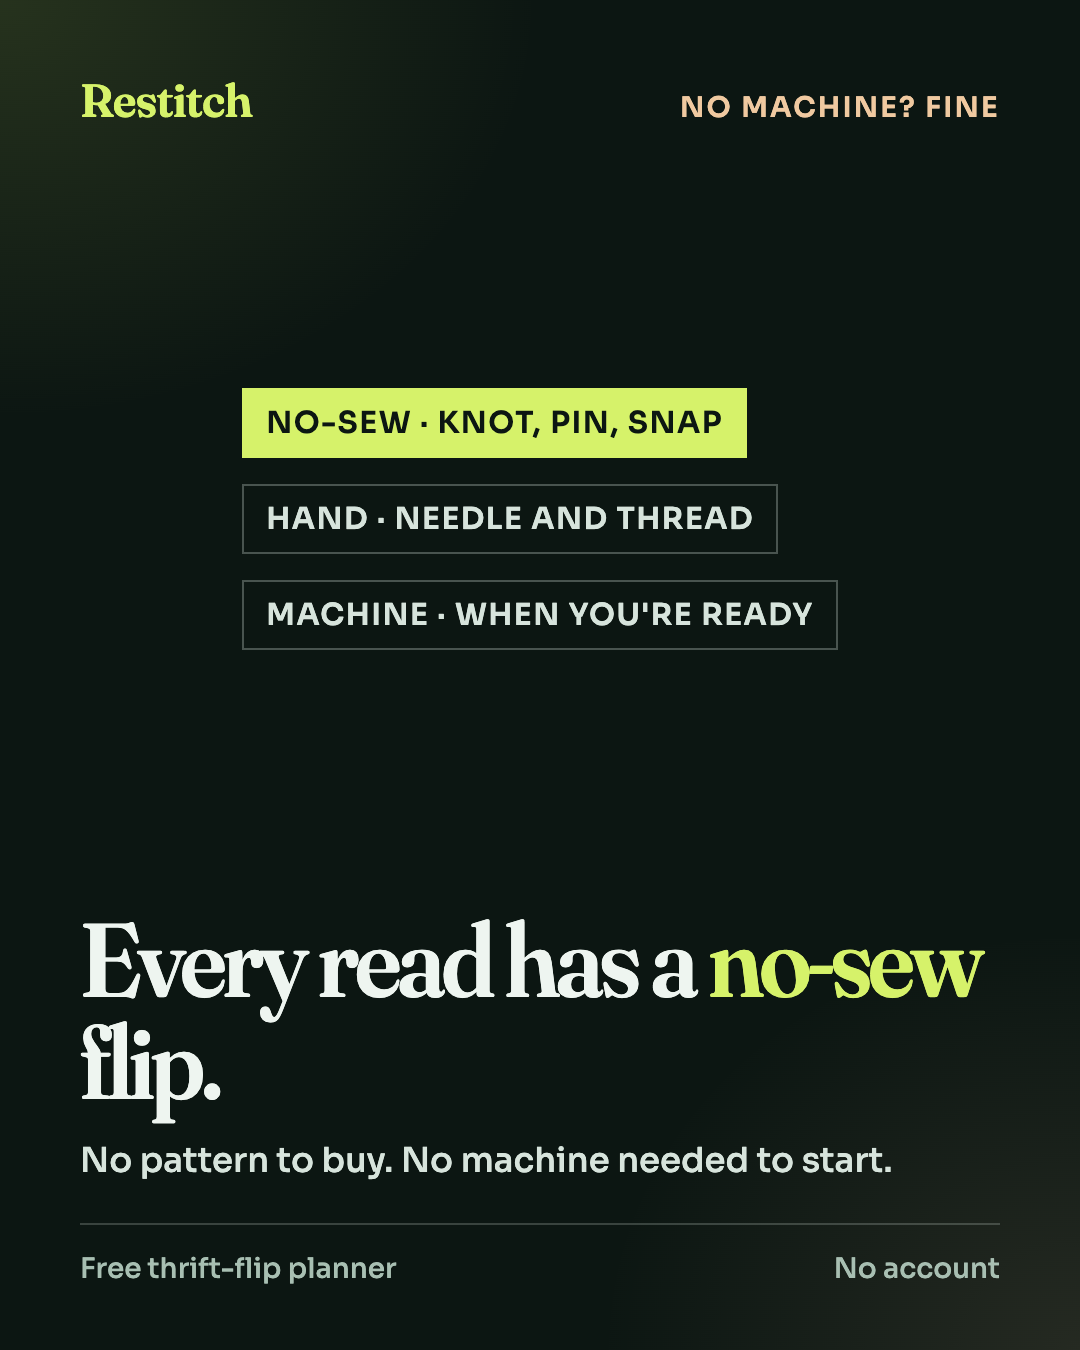 Restitch
NO MACHINE? FINE
NO-SEW · KNOT, PIN, SNAP
HAND · NEEDLE AND THREAD
MACHINE · WHEN YOU'RE READY
Every read has a no-sew
flip.
No pattern to buy. No machine needed to start.
Free thrift-flip planner
No account